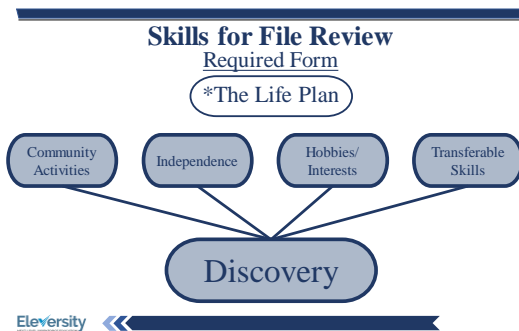 Skills for File Review
Required Form
*The Life Plan
Community
Activities
Independence
Hobbies/
Interests
Transferable
Skills
Discovery
Eleversity